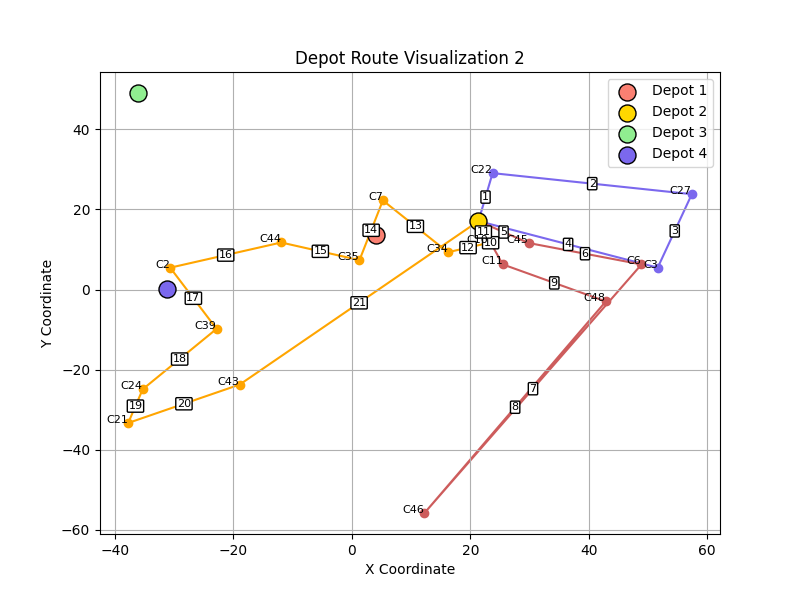 Depot Route Visualization 2
Depot 1
Depot 2
Depot 3
Depot 4
Y Coordinate
40
20
0
−20
−40
−60
C22
1
2
C27
C7
14
13
C34
12
11
10
5
C45
4
6
3
C6
C3
C44
15
C35
16
C2
17
C39
18
C24
19
C21
20
C43
21
C11
9
C48
7
8
C46
−40
−20
0
20
40
60
X Coordinate